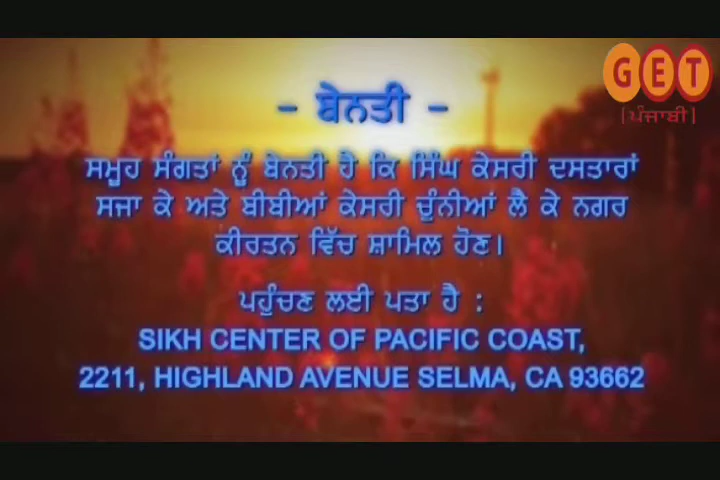 GET
[ਪੰਜਾਬੀ]
- ਬੇਨਤੀ -
ਸਮੂਹ ਸੰਗਤਾਂ ਨੂੰ ਬੇਨਤੀ ਹੈ ਕਿ ਸਿੰਘ ਕੇਸਰੀ ਦਸਤਾਰਾਂ
ਸਜਾ ਕੇ ਅਤੇ ਬੀਬੀਆਂ ਕੇਸਰੀ ਚੁੰਨੀਆਂ ਲੈ ਕੇ ਨਗਰ
ਕੀਰਤਨ ਵਿੱਚ ਸ਼ਾਮਿਲ ਹੋਣ।
ਪਹੁੰਚਣ ਲਈ ਪਤਾ ਹੈ :
SIKH CENTER OF PACIFIC COAST,
2211, HIGHLAND AVENUE SELMA, CA 93662